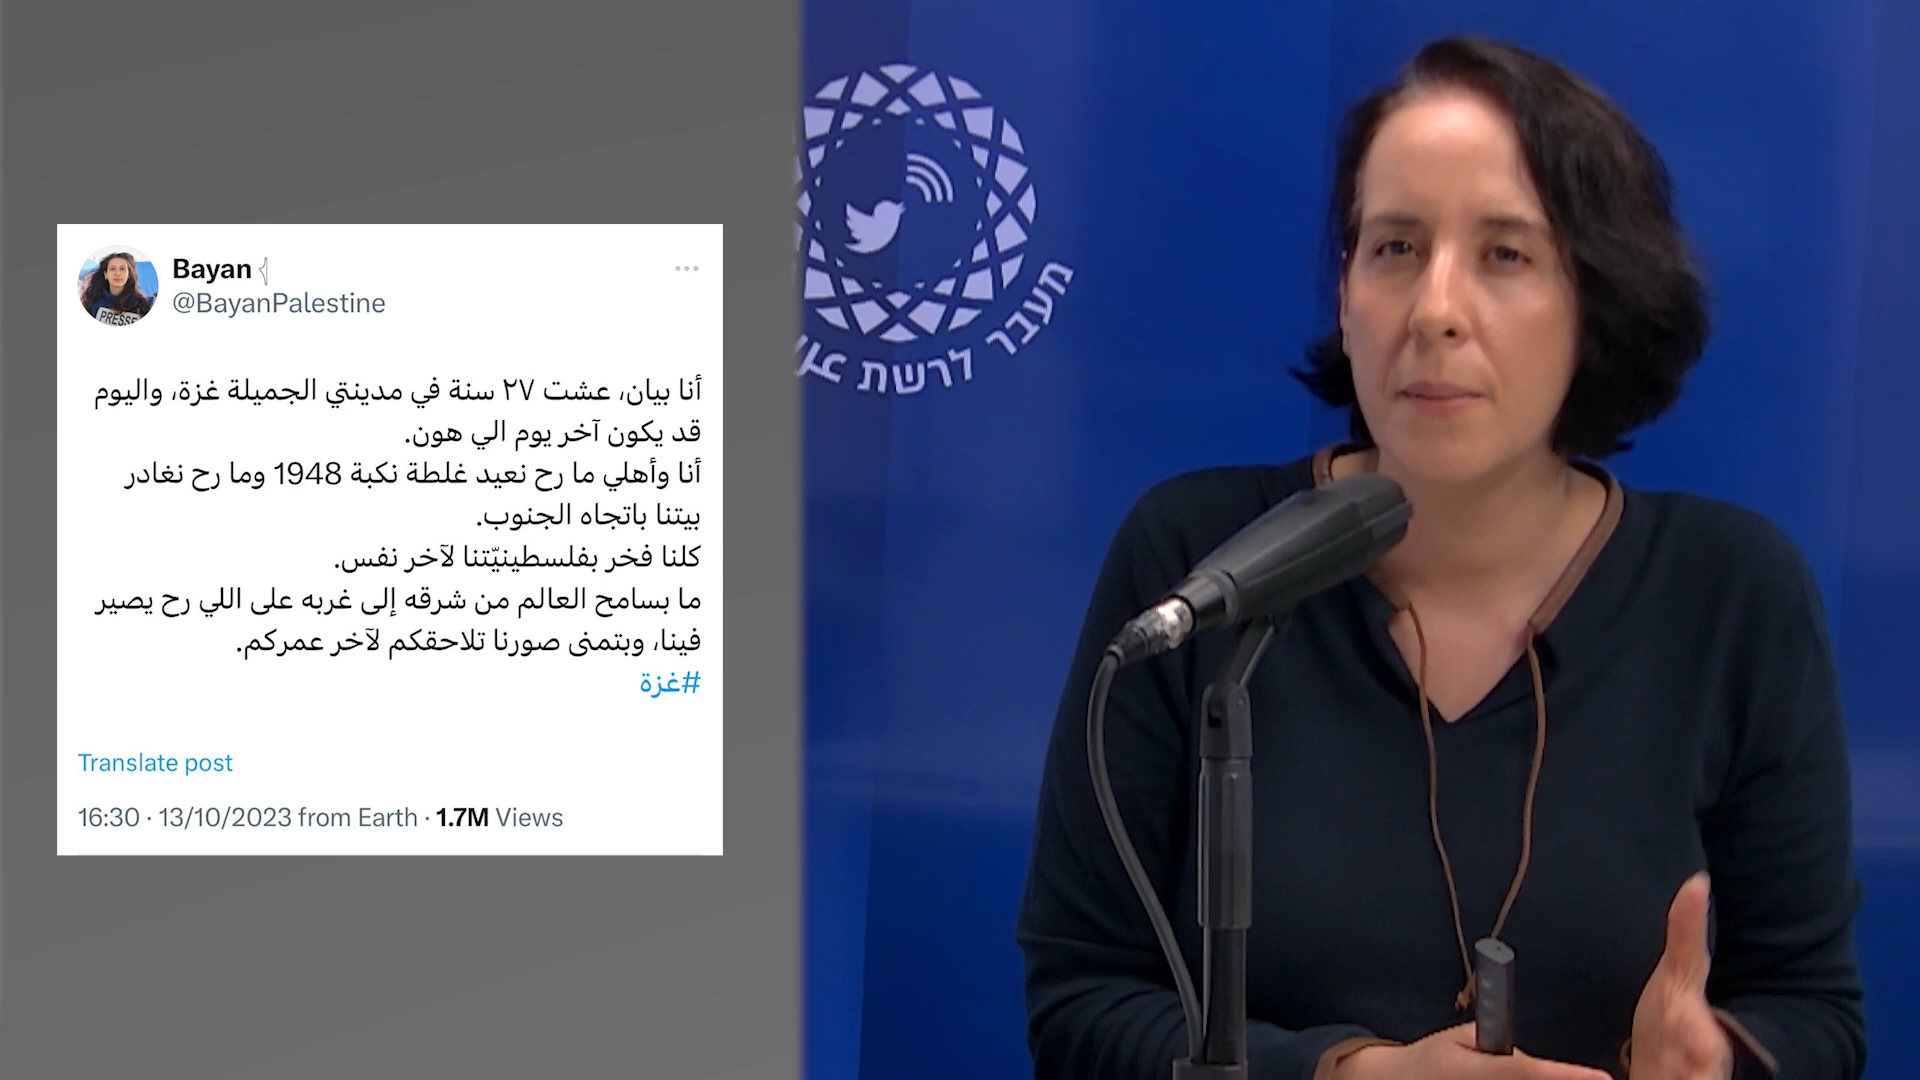 Bayan
@BayanPalestine
PRESSE
أنا بيان، عشت ٢٧ سنة في مدينتي الجميلة غزة، واليوم
قد يكون آخر يوم الي هون.
أنا وأهلي ما رح نعيد غلطة نكبة 1948 وما رح نغادر
بيتنا باتجاه الجنوب.
كلنا فخر بفلسطينيّتنا لآخر نفس.
ما بسامح العالم من شرقه إلى غربه على اللي رح يصير
فينا، وبتمنى صورنا تلاحقكم لآخر عمركم.
#غزة
Translate post
16:30 · 13/10/2023 from Earth · 1.7M Views
מעבר לרשת